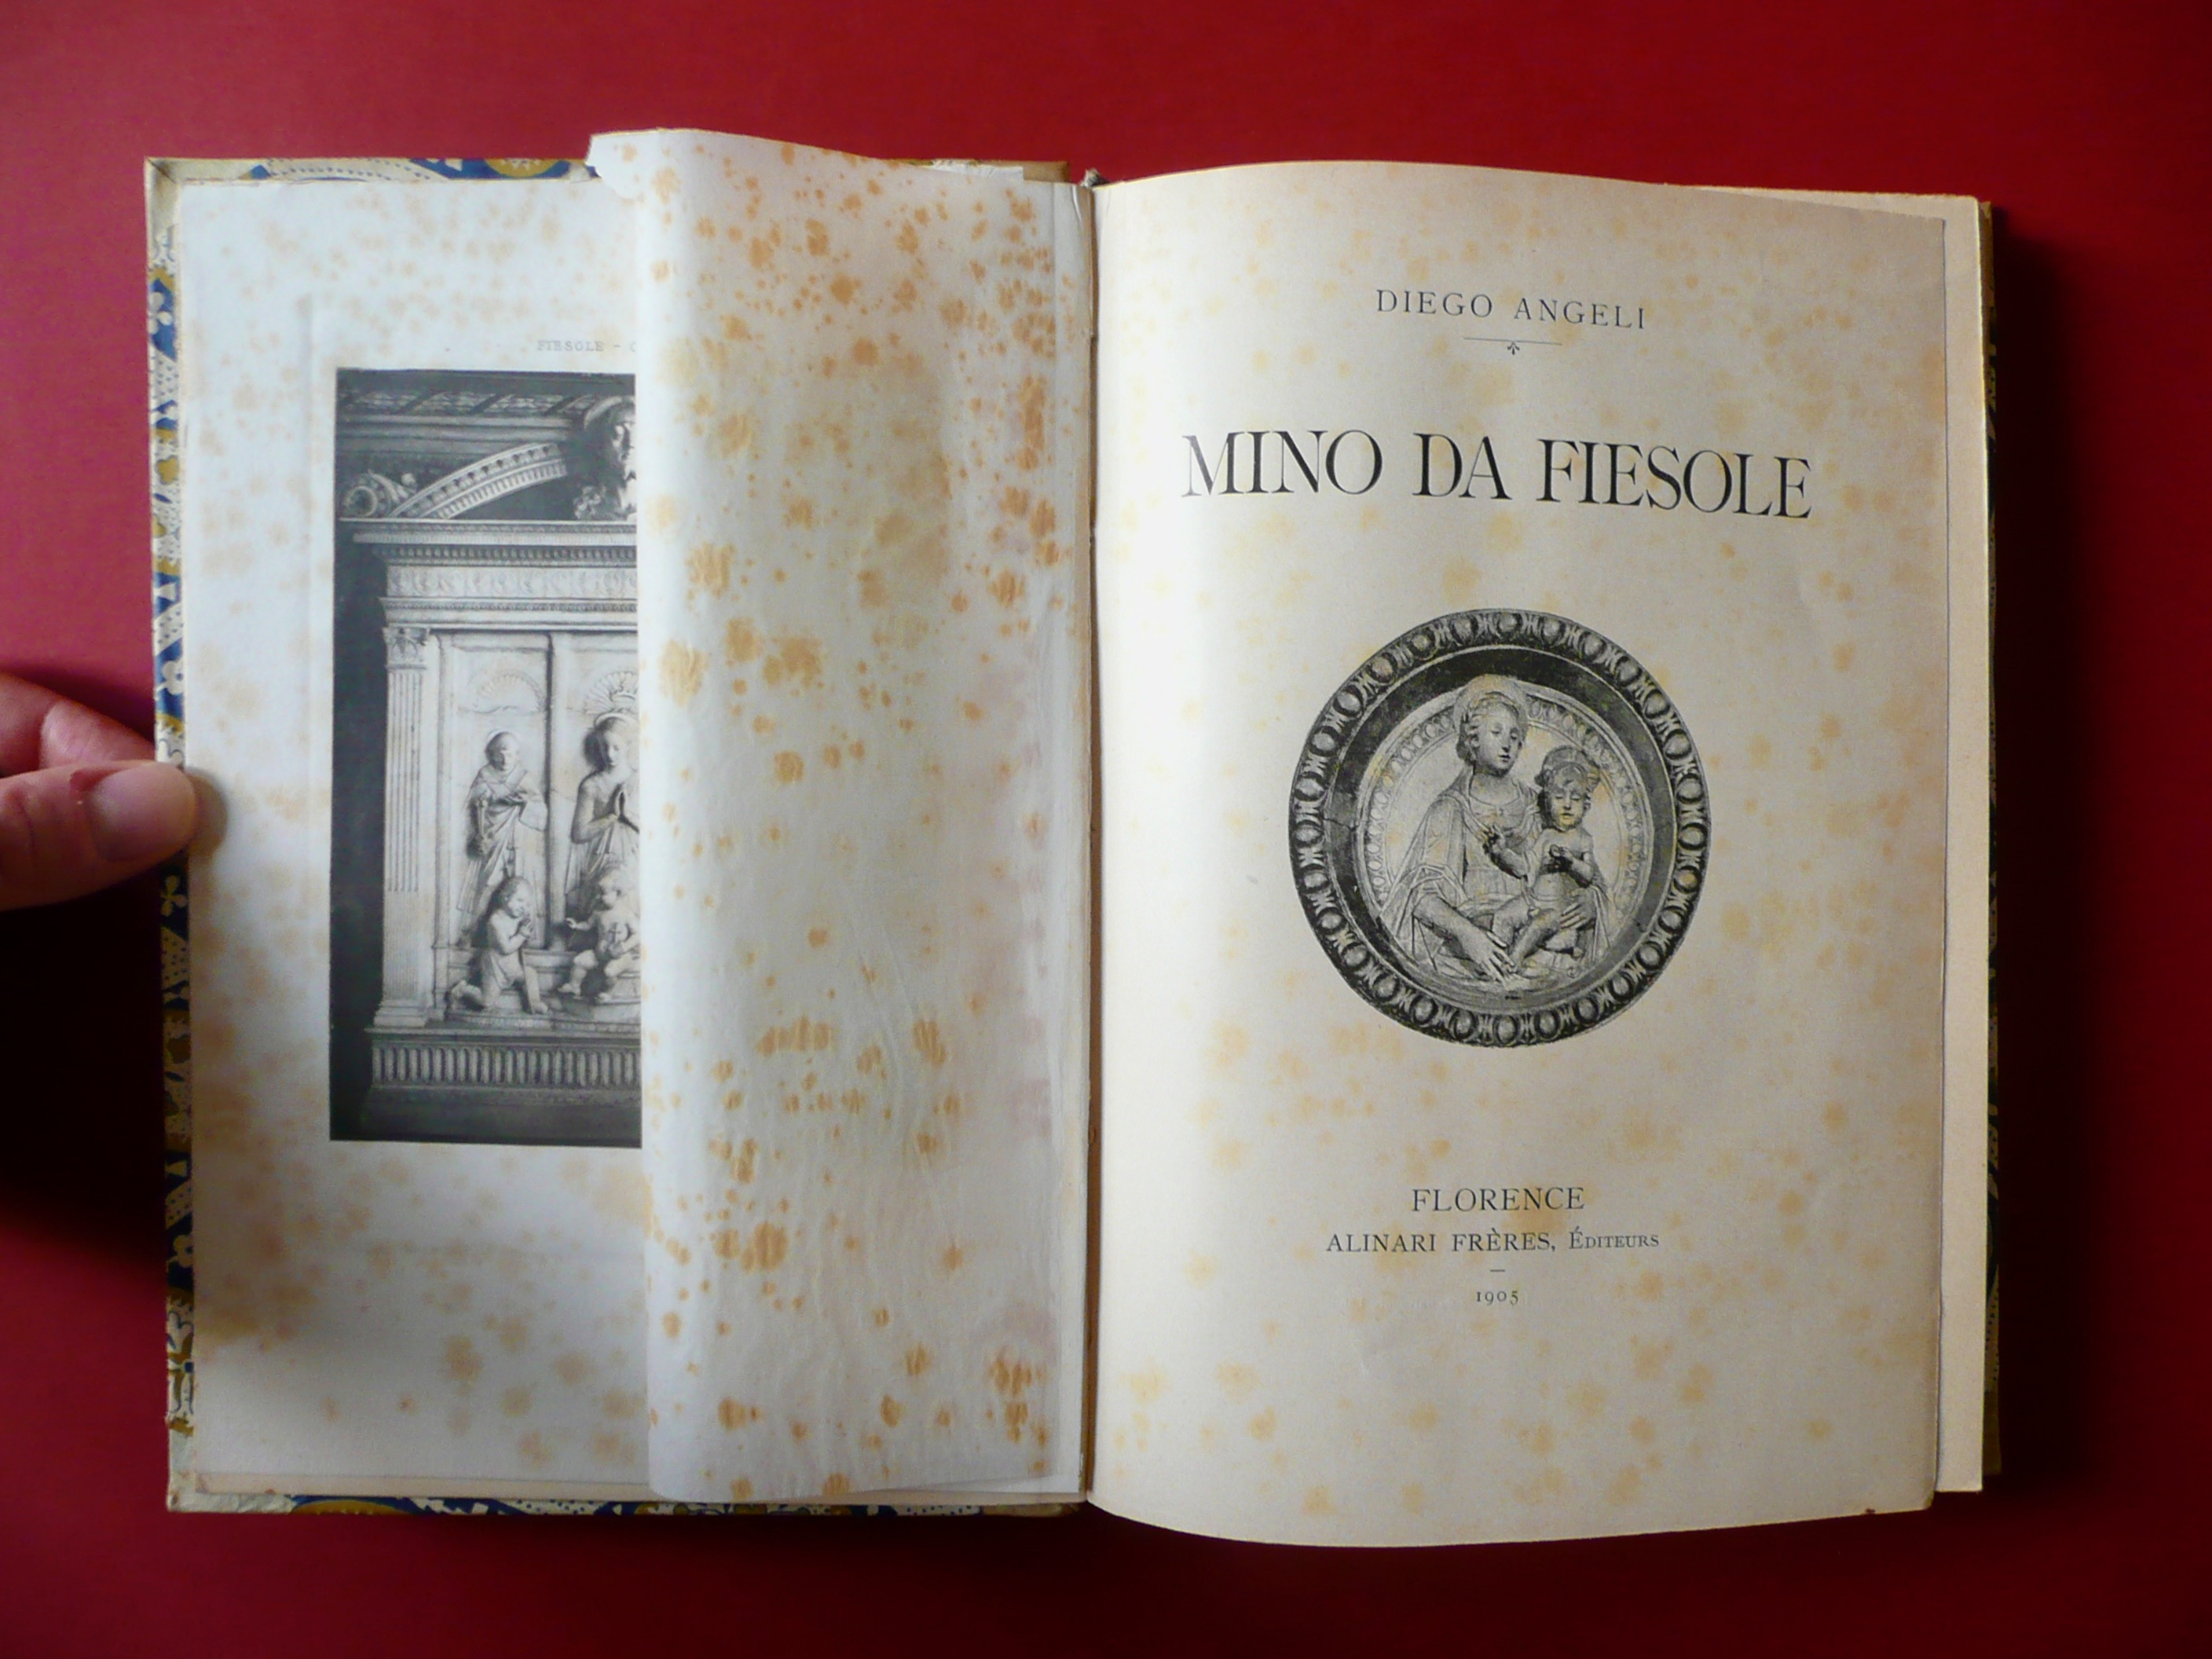 FIESOLE -
DIEGO ANGELI
MINO DA FIESOLE
FLORENCE
ALINARI FRÈRES, ÉDITEURS
1905